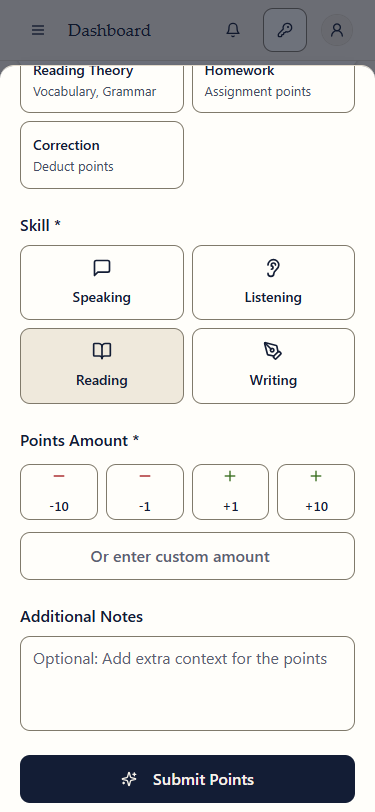 Dashboard
Reading Theory
Vocabulary, Grammar
Homework
Assignment points
Correction
Deduct points
Skill *
Speaking
Listening
Reading
Writing
Points Amount *
-10
-1
+1
+10
Or enter custom amount
Additional Notes
Optional: Add extra context for the points
Submit Points